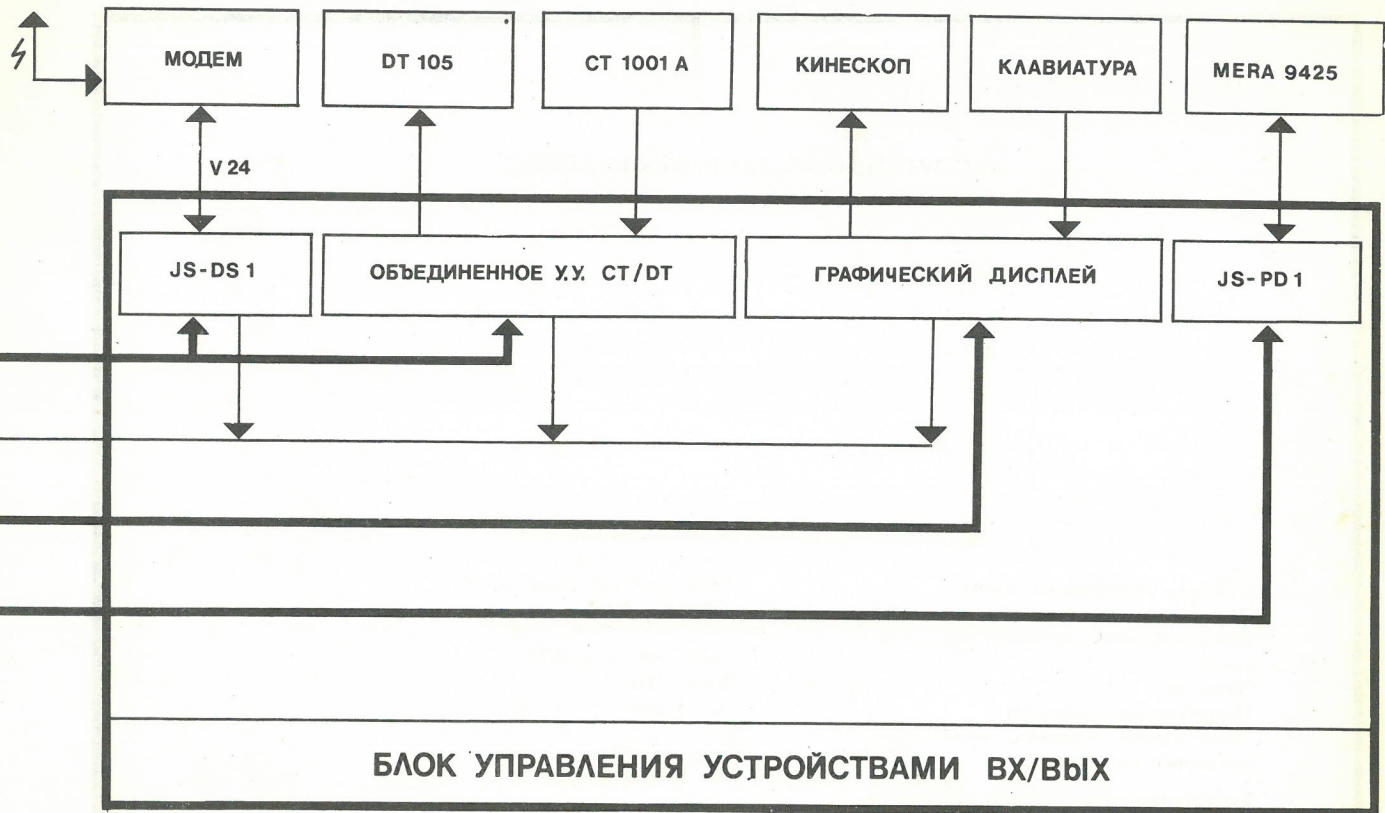 МОДЕМ
DT 105
CT 1001 A
КИНЕСКОП
КЛАВИАТУРА
MERA 9425
V 24
JS-DS 1
ОБЪЕДИНЕННОЕ У.У. CT/DT
ГРАФИЧЕСКИЙ ДИСПЛЕЙ
JS-PD 1
БЛОК УПРАВЛЕНИЯ УСТРОЙСТВАМИ ВХ/ВЫХ